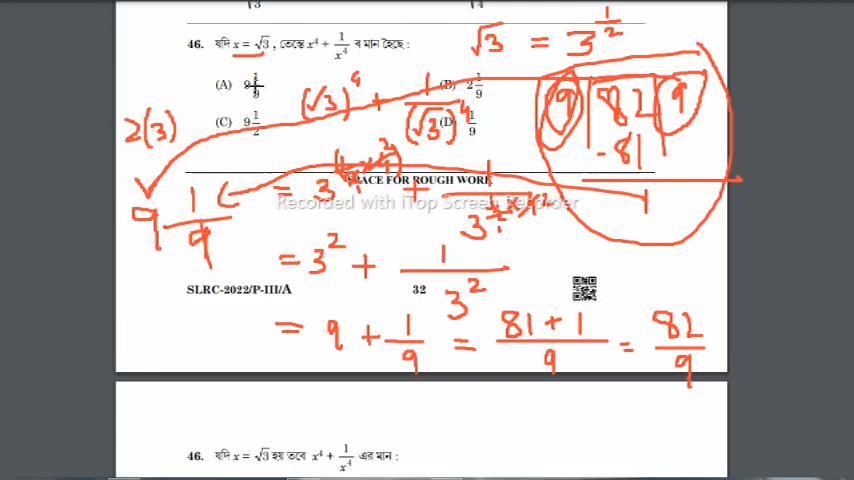 √3 √4
46. যদি x = √3 , তেন্তে x⁴ + 1/x⁴ ৰ মান হৈছে :
√3 = 3^(1/2)
(A) 9 1/9 (B) 2 1/9
(√3)⁴ + 1/(√3)⁴
9 | 82 | 9
2(3)
(C) 9 1/2 (D) 1/9
-81
SPACE FOR ROUGH WORK
1
9 1/9
Recorded with iTop Screen Recorder
= 3² + 1/3²
SLRC-2022/P-III/A 32
= 9 + 1/9 = 81 + 1/9 = 82/9
46. যদি x = √3 হয় তবে x⁴ + 1/x⁴ এর মান :